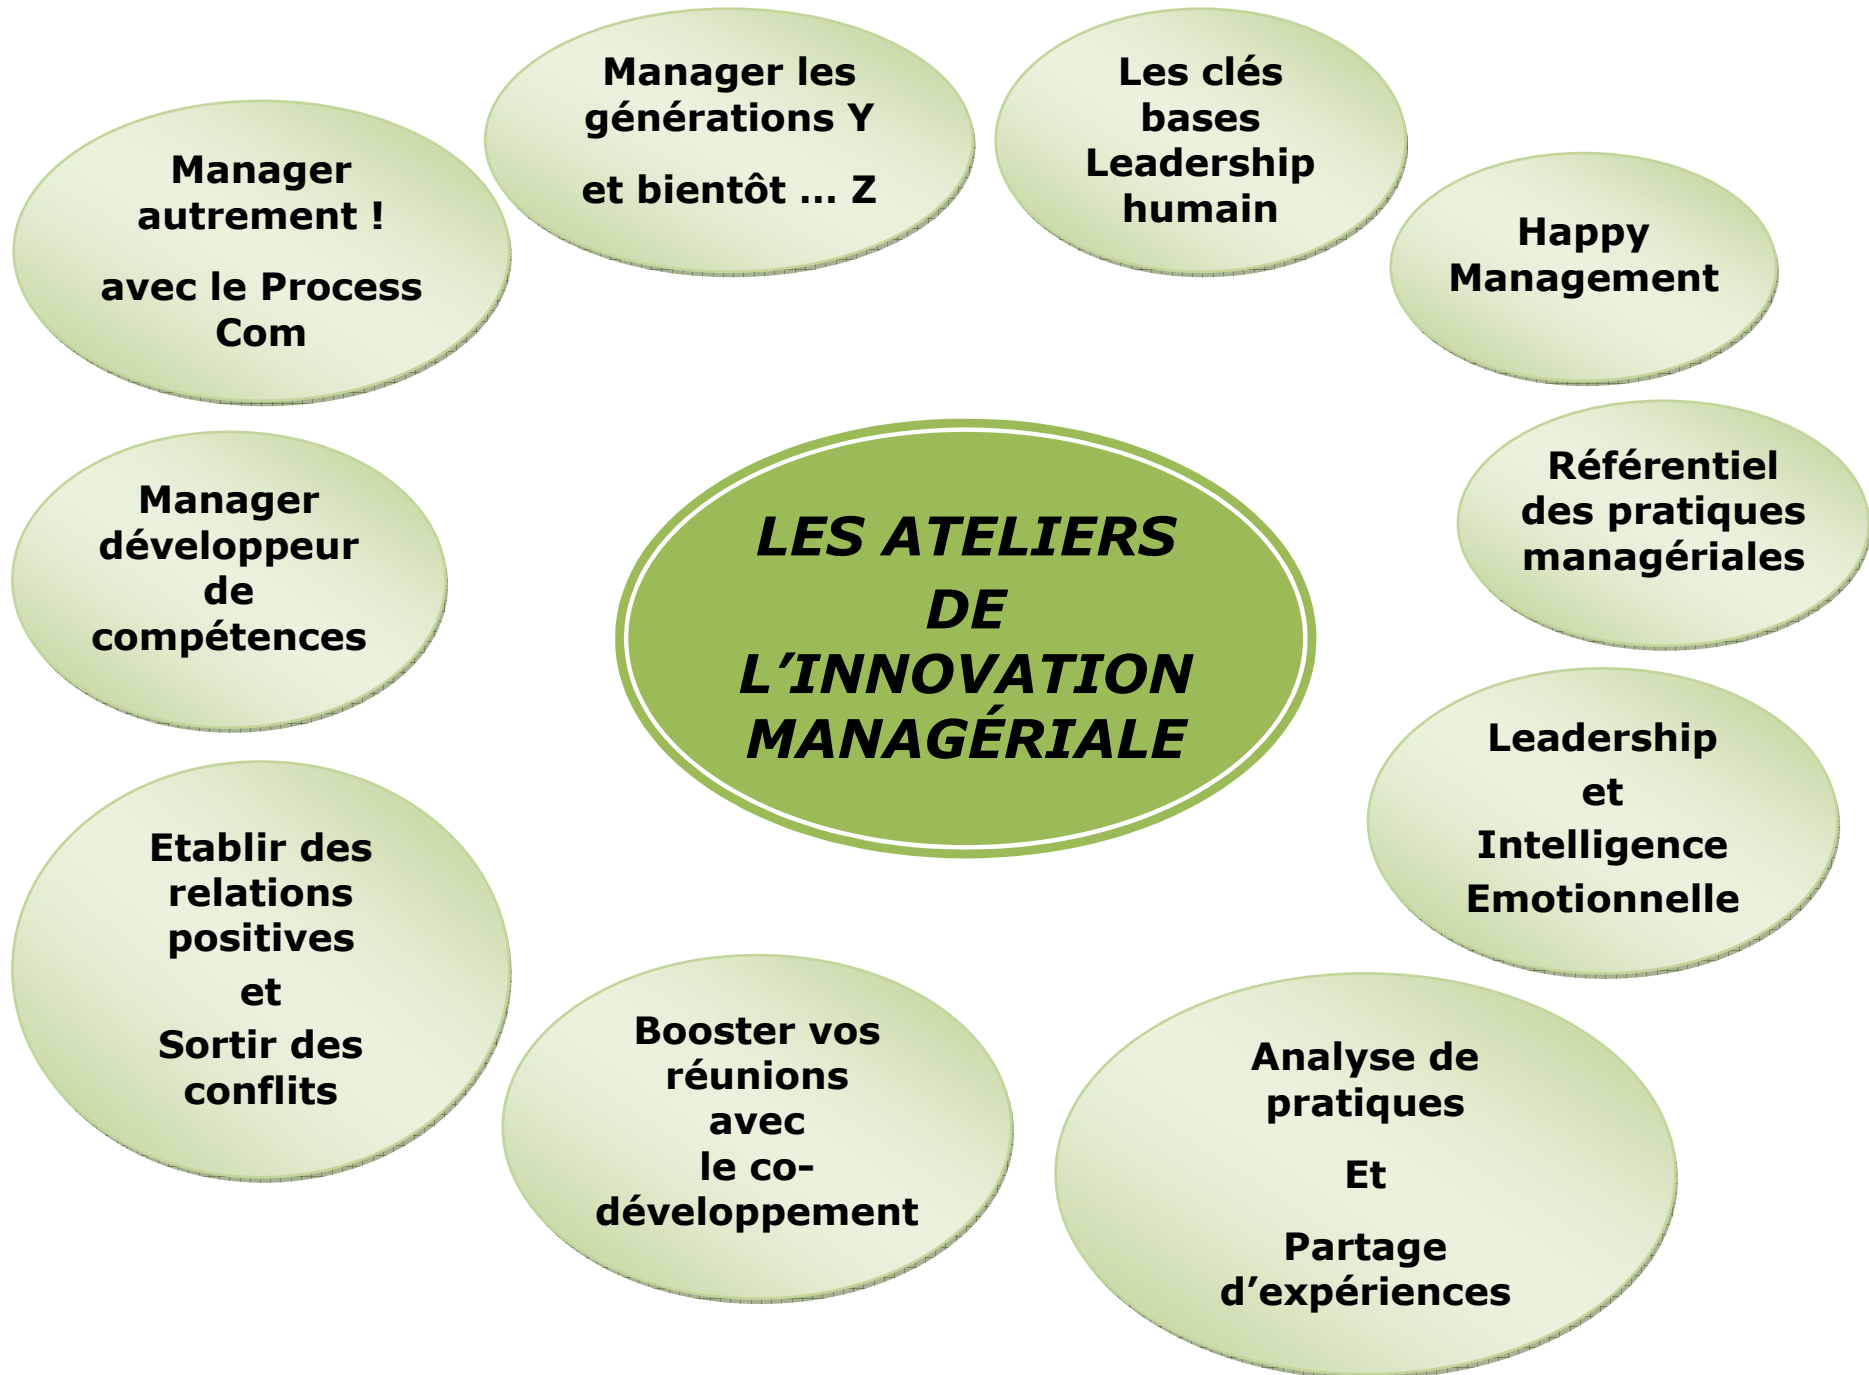 Manager les
générations Y
et bientôt ... Z
Les clés
bases
Leadership
humain
Manager
autrement !
avec le Process
Com
Happy
Management
Manager
développeur
de
compétences
LES ATELIERS
DE
L’INNOVATION
MANAGÉRIALE
Référentiel
des pratiques
managériales
Leadership
et
Intelligence
Emotionnelle
Etablir des
relations
positives
et
Sortir des
conflits
Booster vos
réunions
avec
le co-
développement
Analyse de
pratiques
Et
Partage
d’expériences